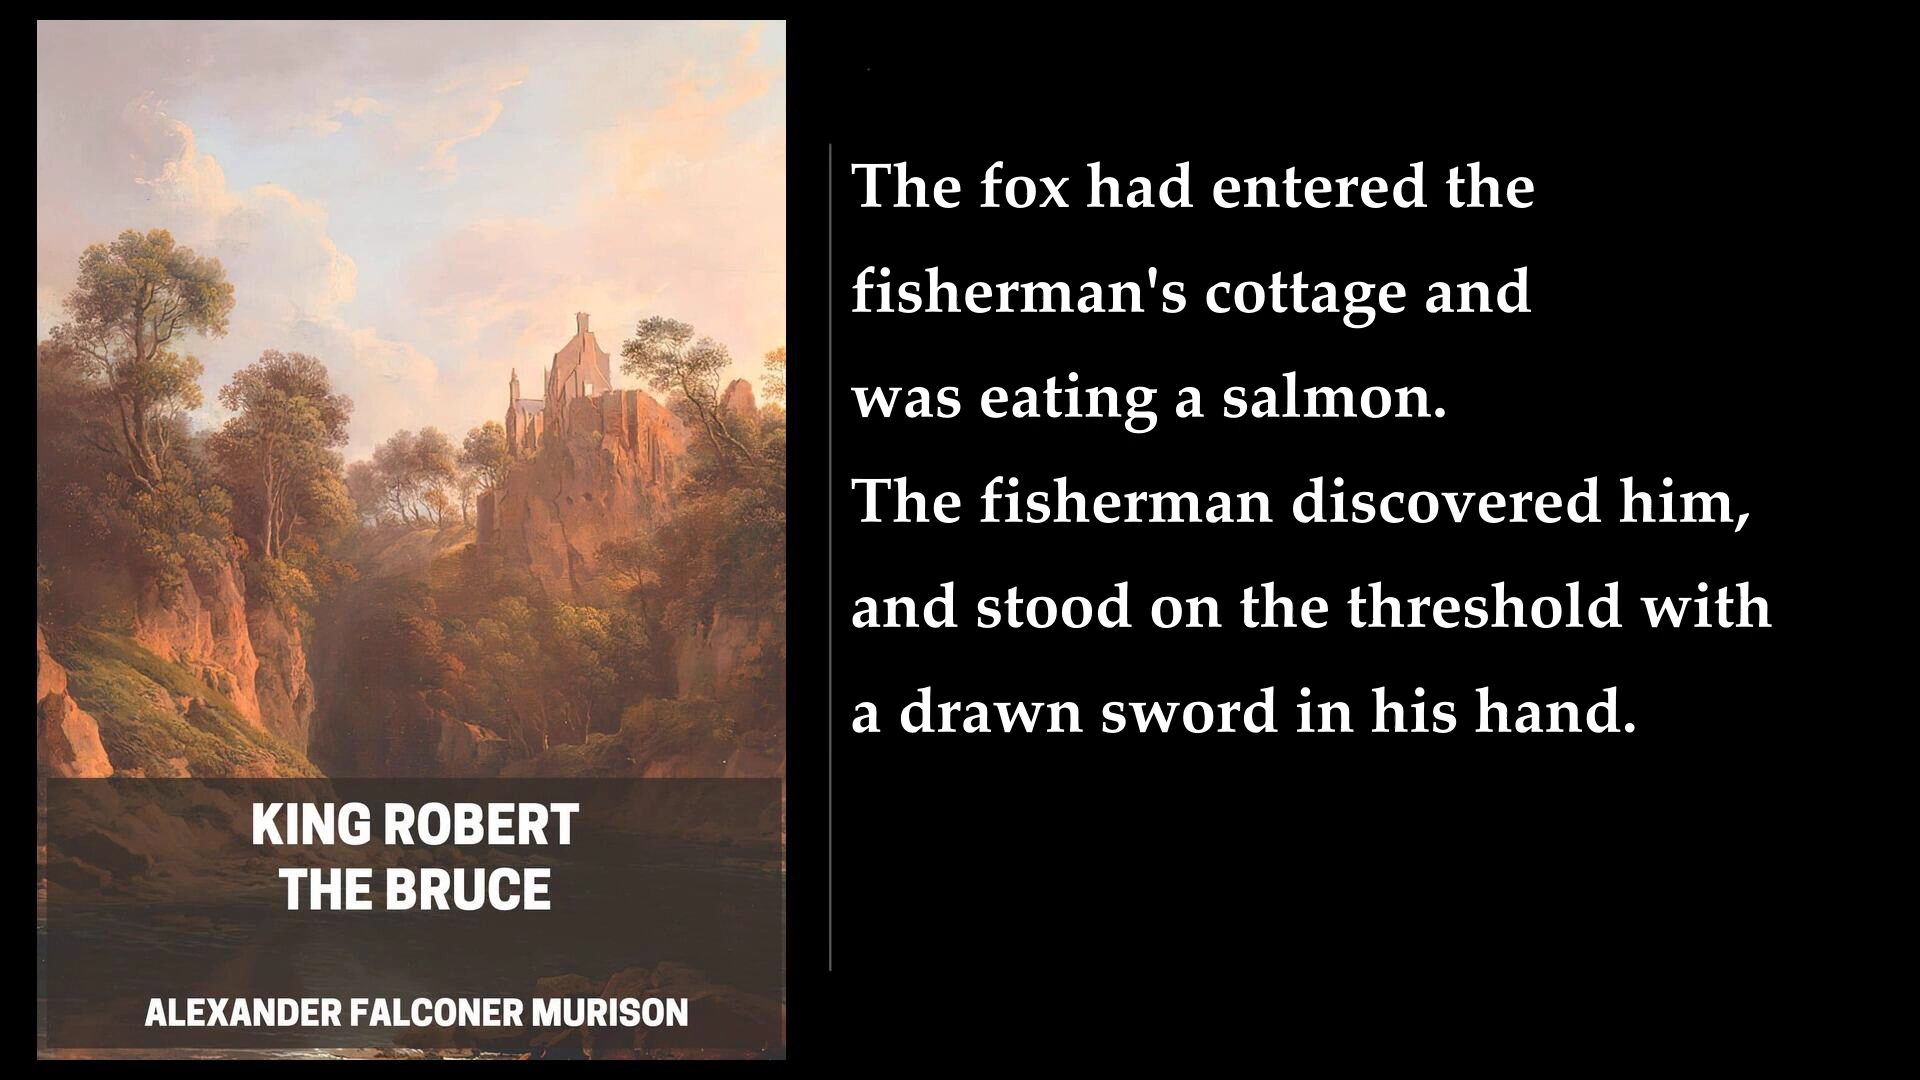 The fox had entered the
fisherman's cottage and
was eating a salmon.
The fisherman discovered him,
and stood on the threshold with
a drawn sword in his hand.
KING ROBERT
THE BRUCE
ALEXANDER FALCONER MURISON